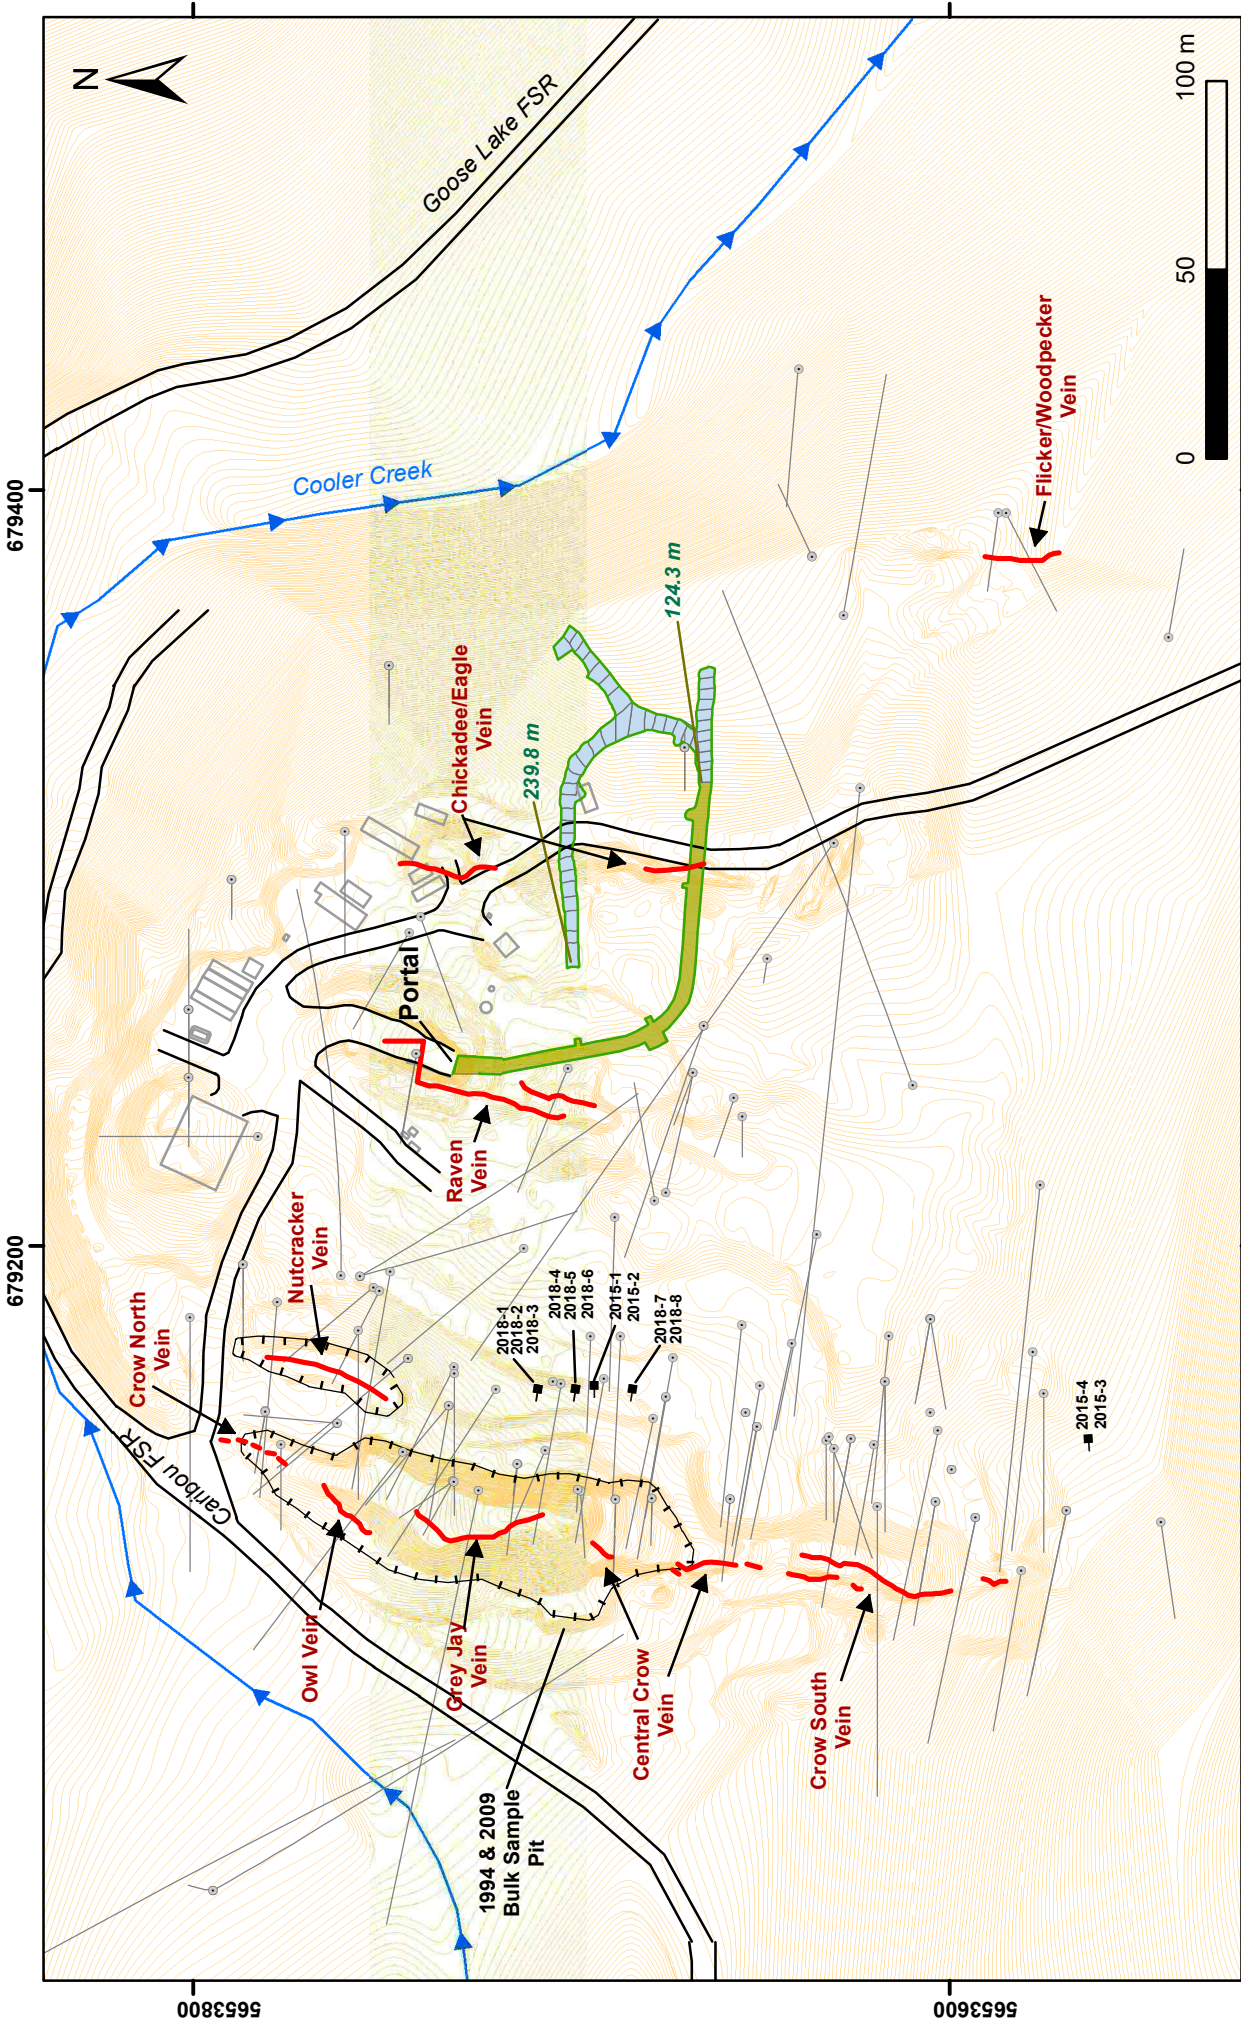 N
Goose Lake FSR
100 m
50
0
679400
Cooler Creek
Flicker/Woodpecker
Vein
124.3 m
239.8 m
Chickadee/Eagle
Vein
Portal
Raven
Vein
679200
Nutcracker
Vein
Crow North
Vein
2018-1
2018-2
2018-3
2018-4
2018-5
2018-6
2015-1
2015-2
2018-7
2018-8
2015-4
2015-3
Caribou FSR
Owl Vein
Grey Jay
Vein
Central Crow
Vein
Crow South
Vein
1994 & 2009
Bulk Sample
Pit
5653800
5653600